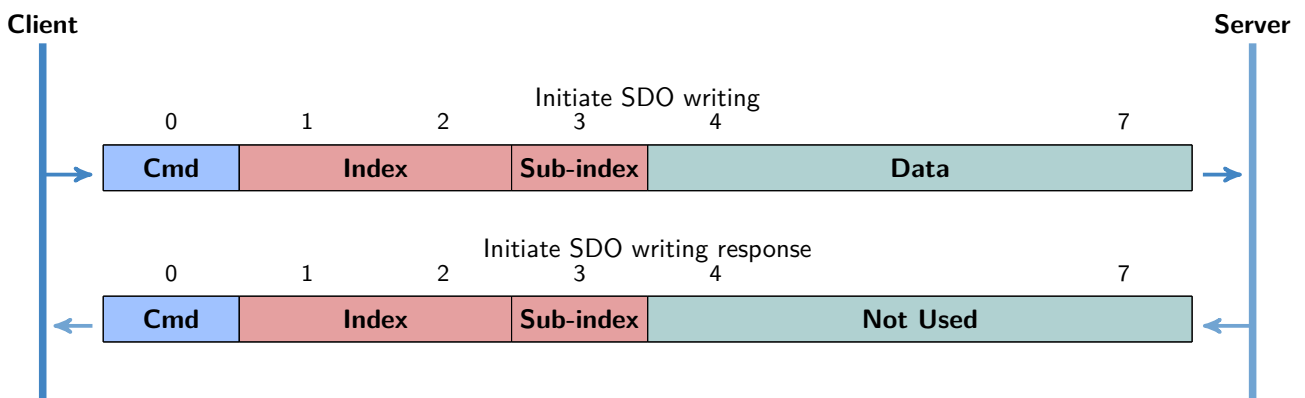 Client Server
Initiate SDO writing
0 1 2 3 4 7
Cmd Index Sub-index Data
Initiate SDO writing response
0 1 2 3 4 7
Cmd Index Sub-index Not Used